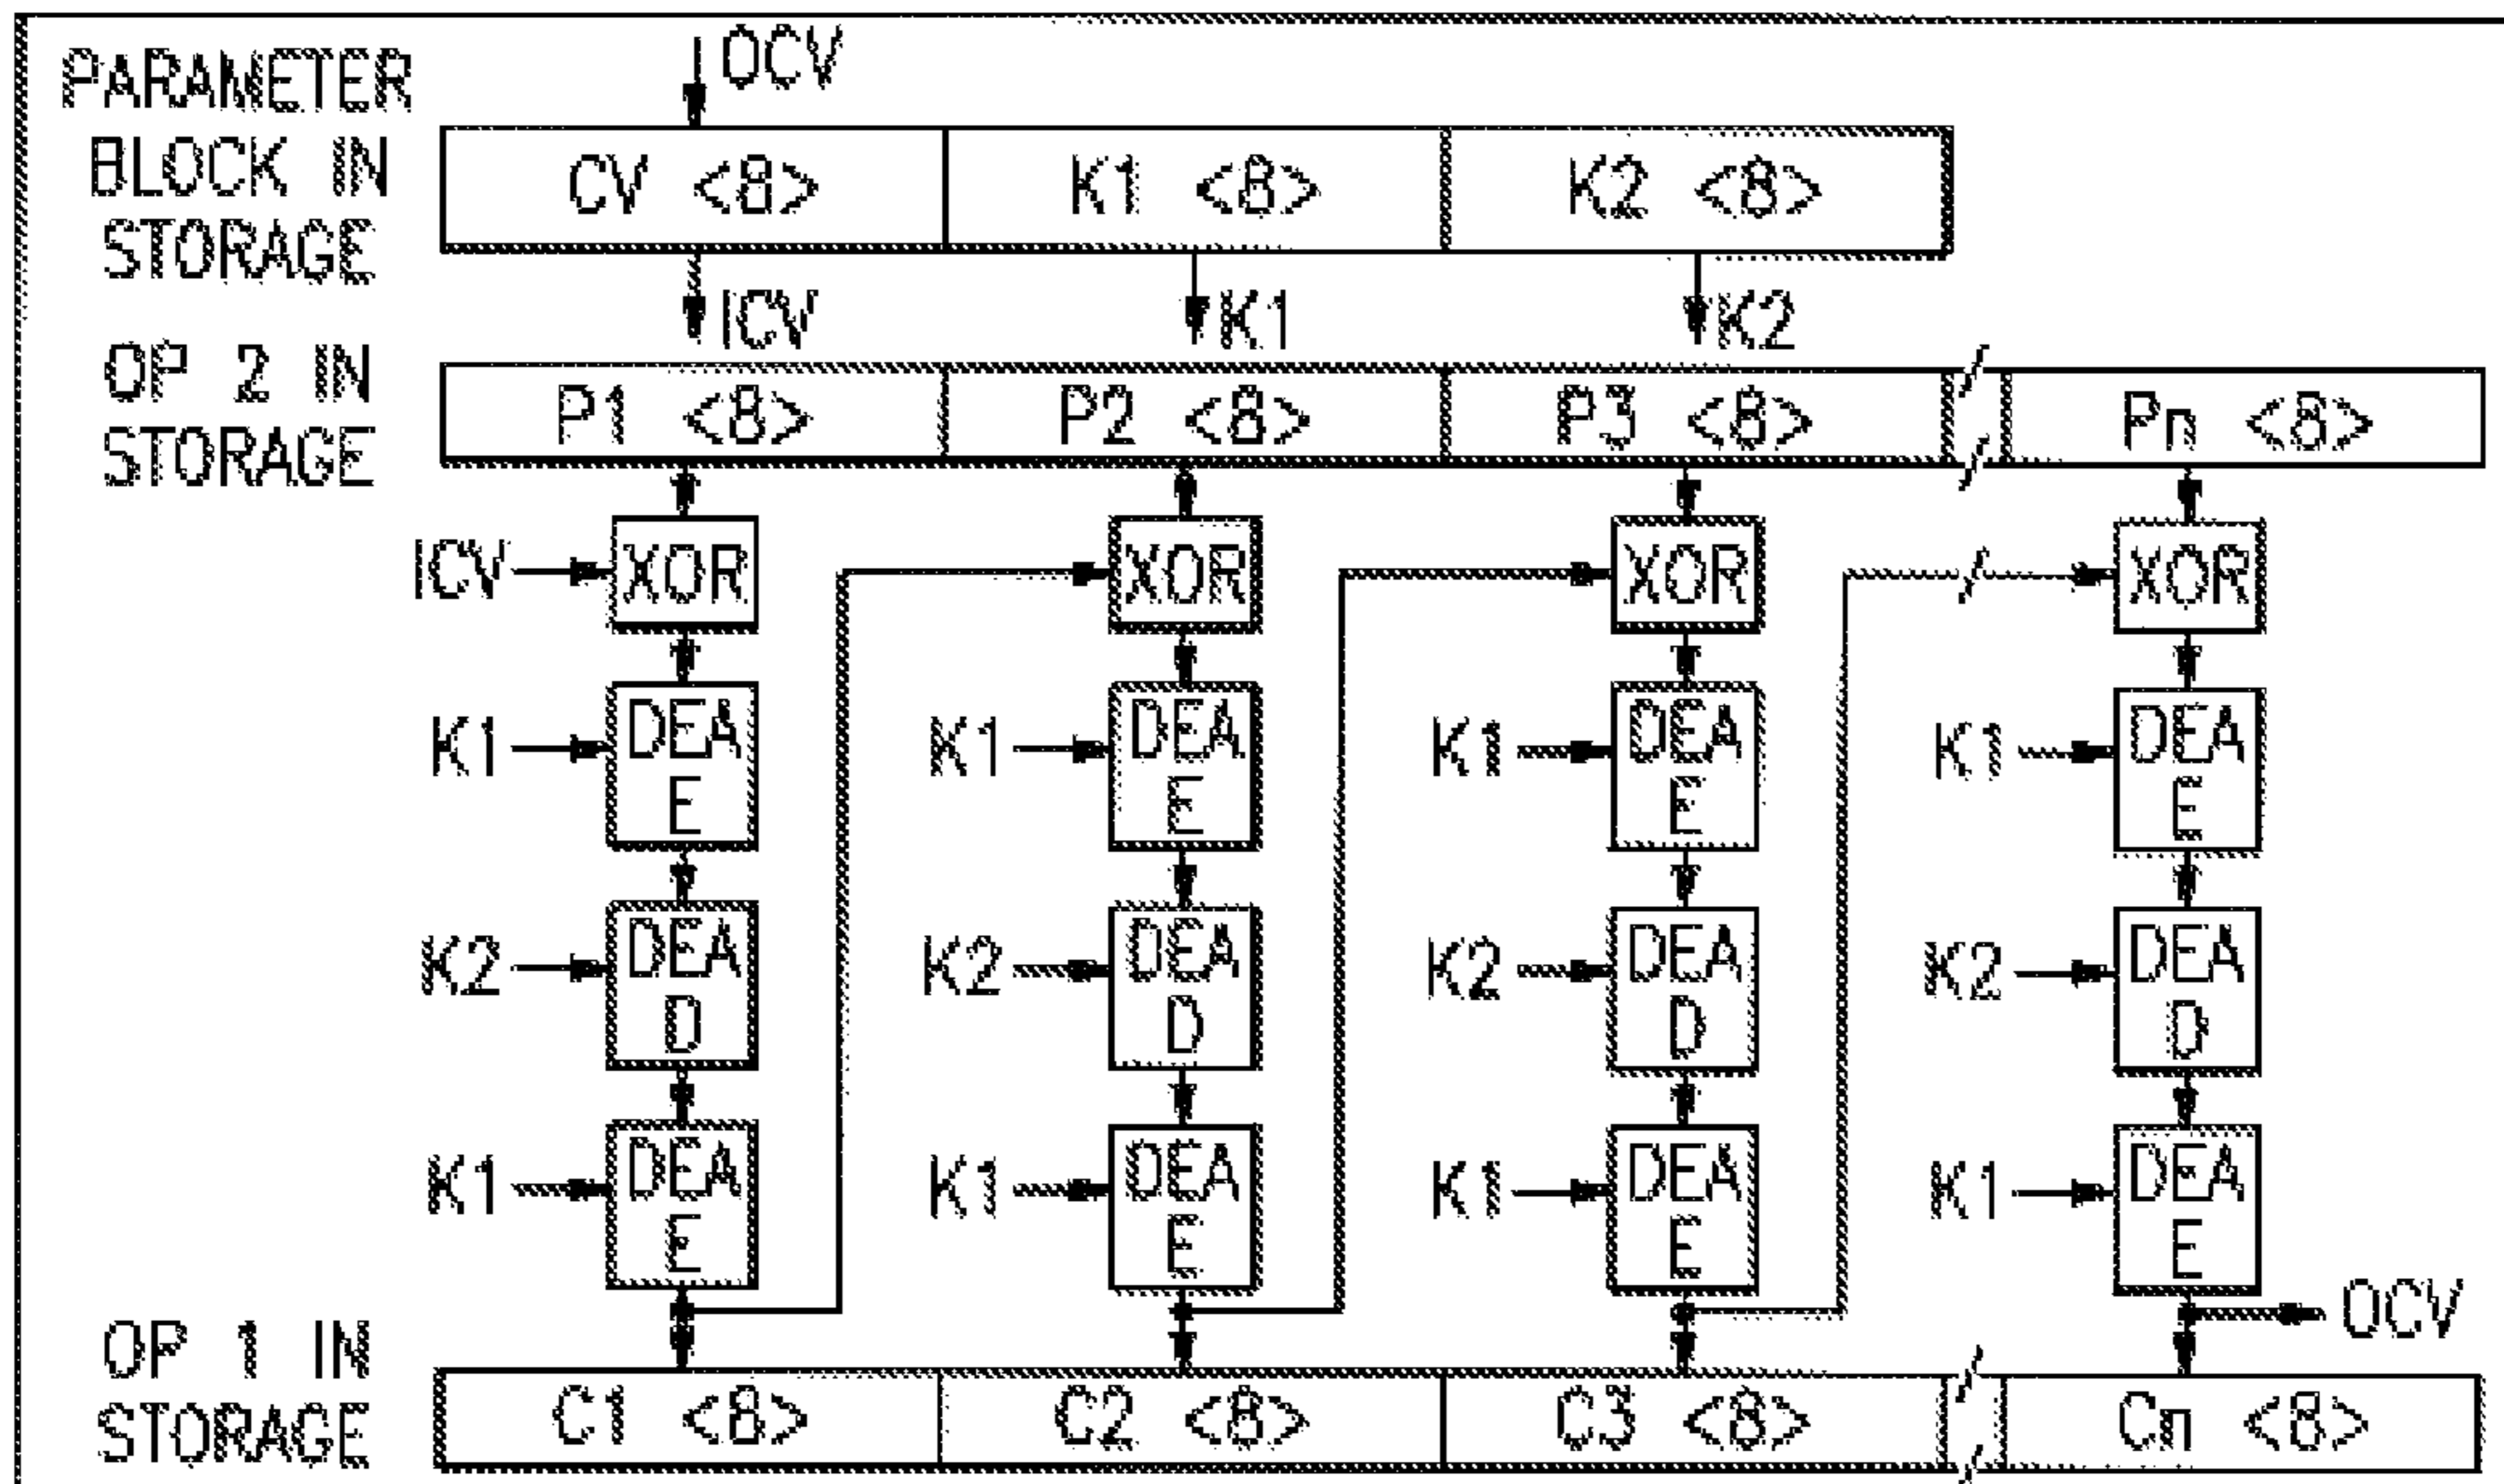 PARAMETER
BLOCK IN
STORAGE
OCV
CV <8> K1 <8> K2 <8>
ICV K1 K2
OP 2 IN
STORAGE
P1 <8> P2 <8> P3 <8> Pn <8>
ICV XOR XOR XOR XOR
K1 DEA K1 DEA K1 DEA K1 DEA
E E E E
K2 DEA K2 DEA K2 DEA K2 DEA
D D D D
K1 DEA K1 DEA K1 DEA K1 DEA
E E E E
OCV
OP 1 IN
STORAGE
C1 <8> C2 <8> C3 <8> Cn <8>